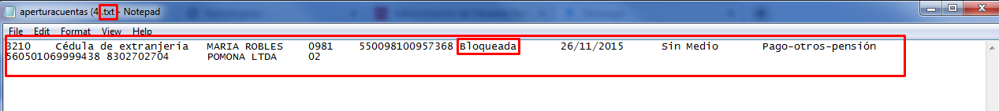 aperturacuentas (4.txt - Notepad
File Edit Format View Help
3210 Cédula de extranjería MARIA ROBLES 0981 550098100957368 Bloqueada 26/11/2015 Sin Medio Pago-otros-pensión
560501069999438 8302702704 POMONA LTDA 02